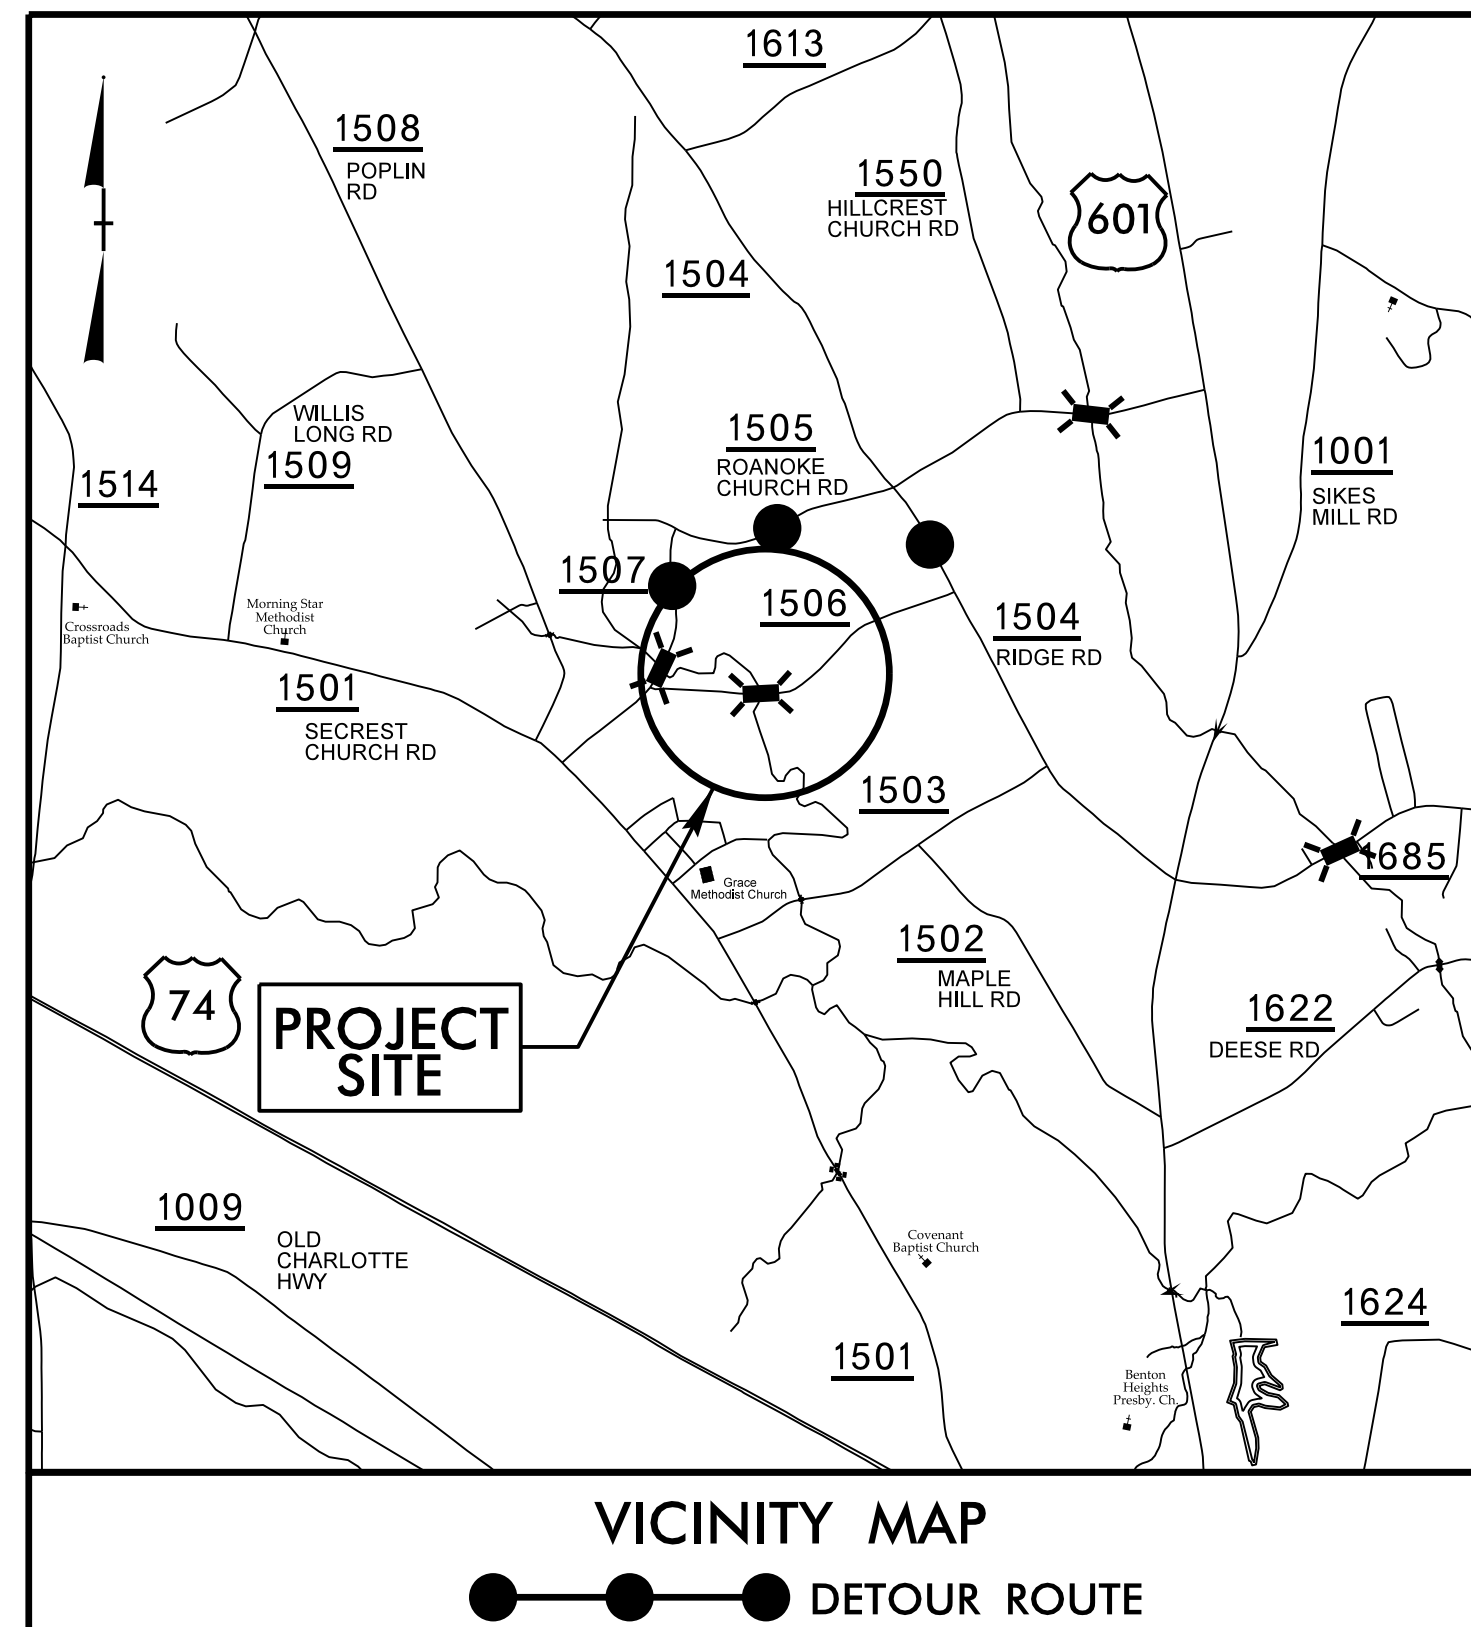 1613
1508
POPLIN
RD
1550
HILLCREST
CHURCH RD
601
1504
WILLIS
LONG RD
1509
1505
ROANOKE
CHURCH RD
1001
SIKES
MILL RD
1514
1507
1506
1504
RIDGE RD
Crossroads
Baptist Church
Morning Star
Methodist
Church
1501
SECREST
CHURCH RD
1503
1685
Grace
Methodist Church
1502
MAPLE
HILL RD
74
PROJECT
SITE
1622
DEESE RD
1009
OLD
CHARLOTTE
HWY
Covenant
Baptist Church
1624
1501
Benton
Heights
Presby. Ch.
VICINITY MAP
DETOUR ROUTE